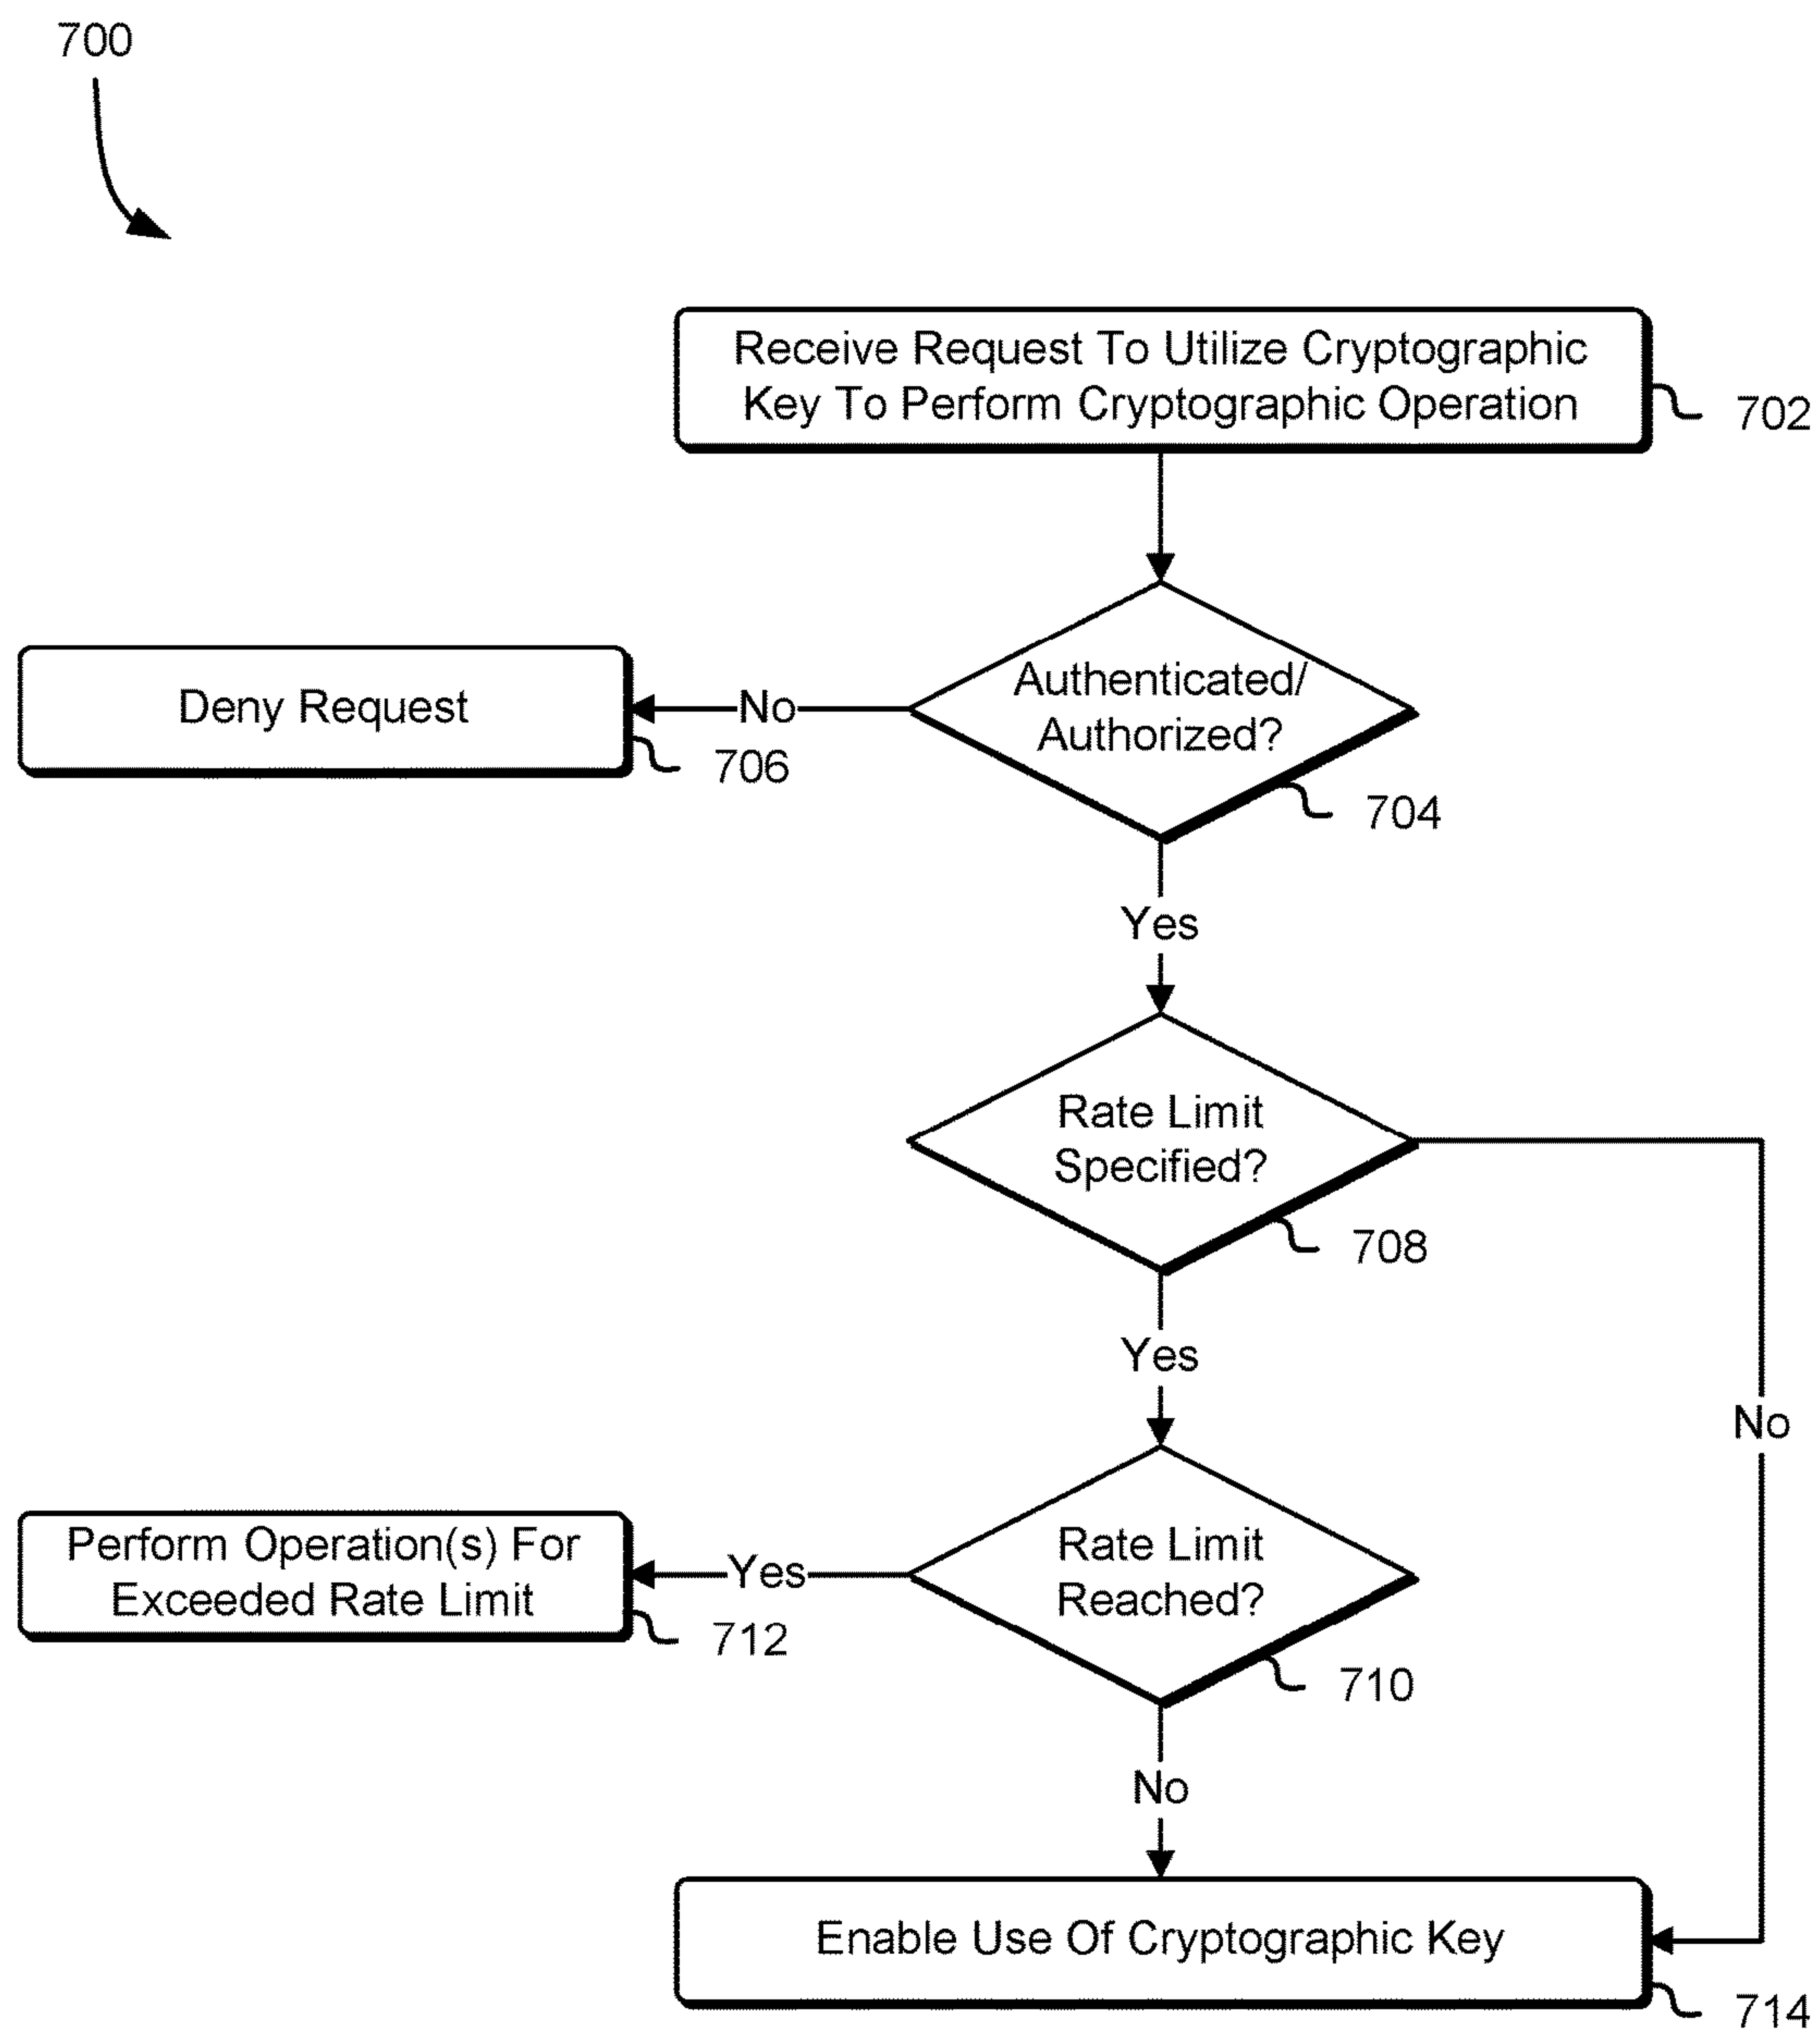 700
Receive Request To Utilize Cryptographic
Key To Perform Cryptographic Operation
702
Authenticated/
Authorized?
704
No
Deny Request
706
Yes
Rate Limit
Specified?
708
Yes
No
Rate Limit
Reached?
710
Yes
Perform Operation(s) For
Exceeded Rate Limit
712
No
Enable Use Of Cryptographic Key
714